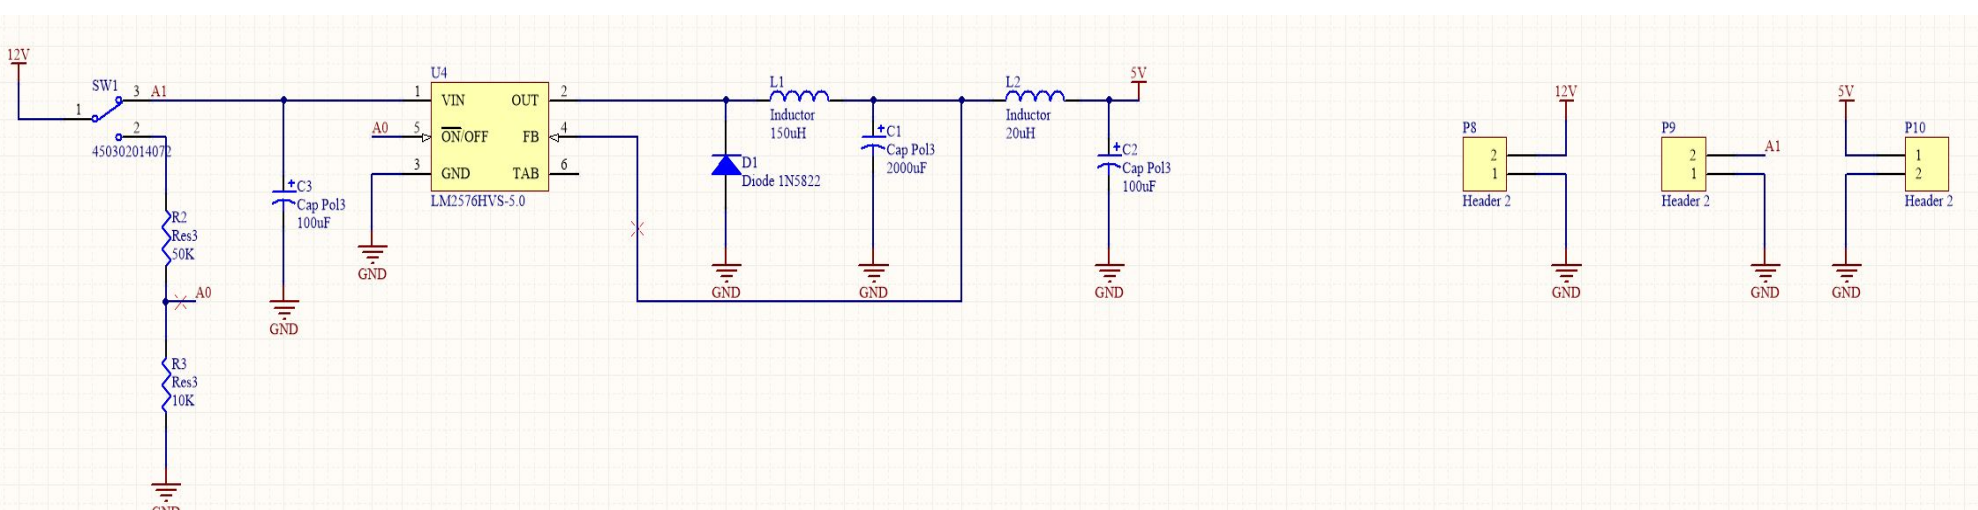 12V
SW1
3
A1
1
2
450302014072
R2
Res3
50K
A0
R3
Res3
10K
GND
C3
Cap Pol3
100uF
GND
U4
1
VIN
OUT
2
A0
5
ON/OFF
FB
4
3
GND
TAB
6
LM2576HVS-5.0
GND
D1
Diode 1N5822
GND
L1
Inductor
150uH
C1
Cap Pol3
2000uF
GND
L2
Inductor
20uH
5V
C2
Cap Pol3
100uF
GND
12V
P8
2
1
Header 2
GND
P9
2
1
A1
Header 2
GND
5V
P10
1
2
Header 2
GND